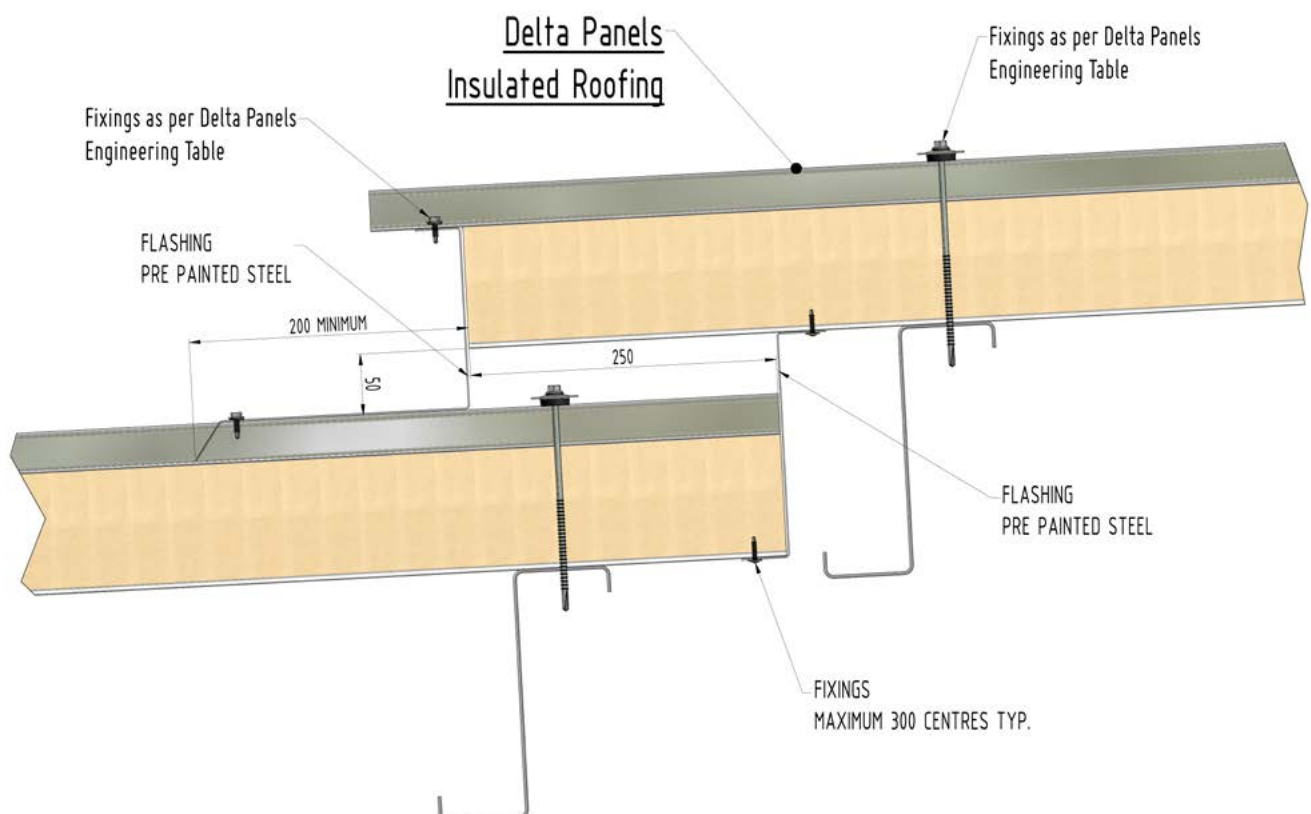 Delta Panels
Insulated Roofing
Fixings as per Delta Panels
Engineering Table
Fixings as per Delta Panels
Engineering Table
FLASHING
PRE PAINTED STEEL
200 MINIMUM
250
50
FLASHING
PRE PAINTED STEEL
FIXINGS
MAXIMUM 300 CENTRES TYP.